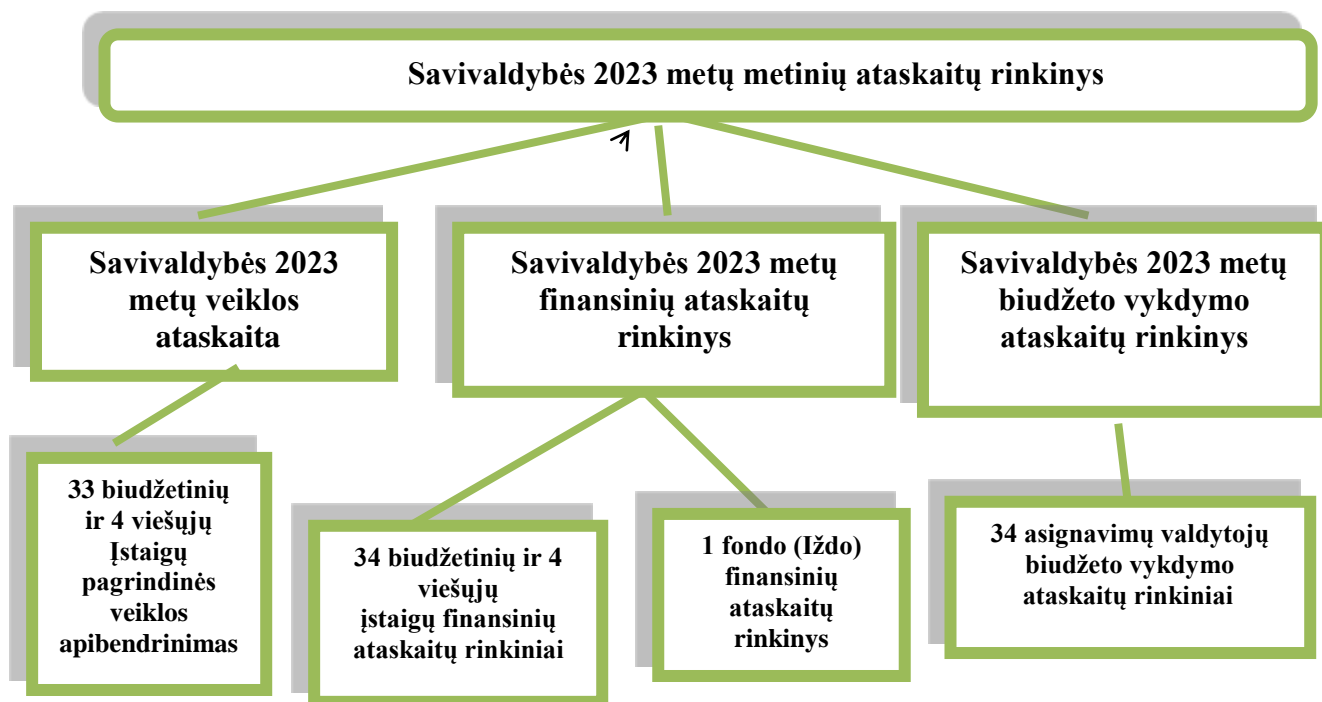 Savivaldybės 2023 metų metinių ataskaitų rinkinys
Savivaldybės 2023
metų veiklos
ataskaita
Savivaldybės 2023 metų
finansinių ataskaitų
rinkinys
Savivaldybės 2023 metų
biudžeto vykdymo
ataskaitų rinkinys
33 biudžetinių
ir 4 viešųjų
Įstaigų
pagrindinės
veiklos
apibendrinimas
34 biudžetinių ir 4
viešųjų
įstaigų finansinių
ataskaitų rinkiniai
1 fondo (Iždo)
finansinių
ataskaitų
rinkinys
34 asignavimų valdytojų
biudžeto vykdymo
ataskaitų rinkiniai